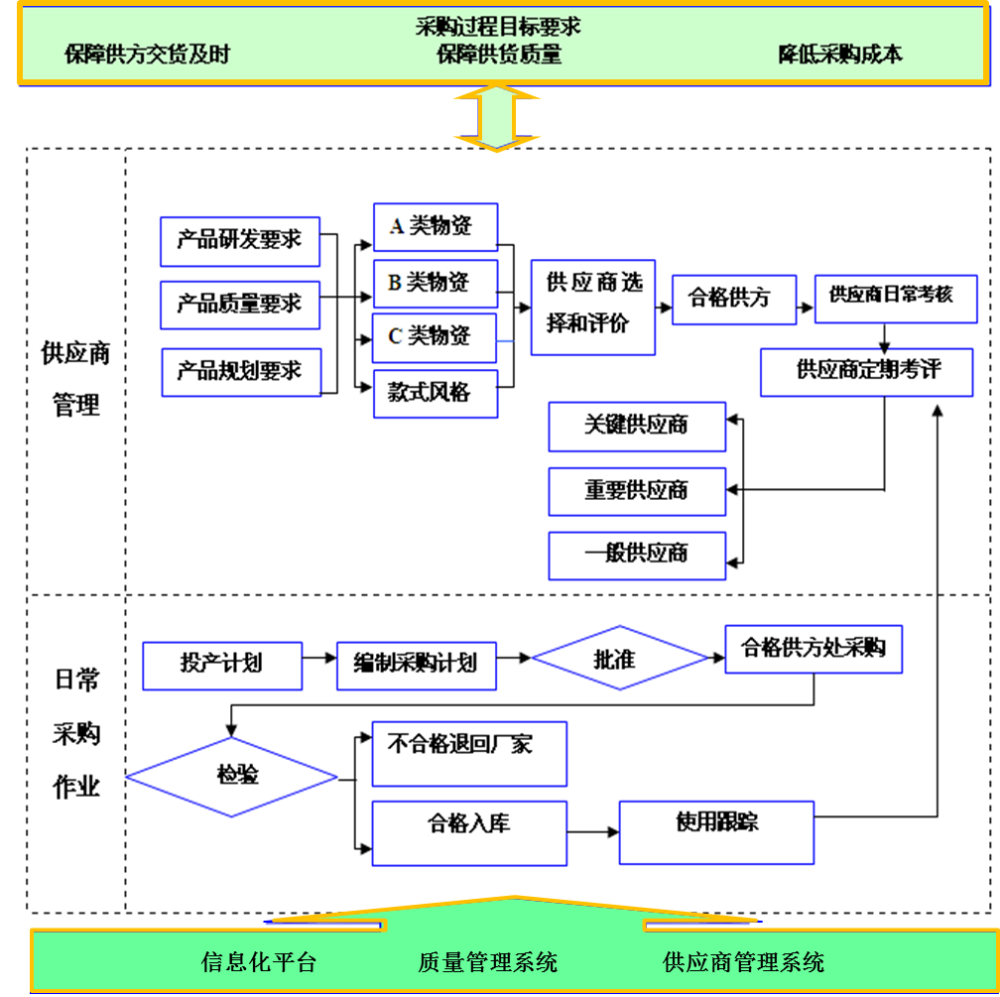 采购过程目标要求
保障供方交货及时 保障供货质量 降低采购成本
供应商
管理
产品研发要求
产品质量要求
产品规划要求
A 类物资
B 类物资
C 类物资
款式风格
供应商选
择和评价
合格供方
供应商日常考核
供应商定期考评
关键供应商
重要供应商
一般供应商
日常
采购
作业
投产计划
编制采购计划
批准
合格供方处采购
检验
不合格退回厂家
合格入库
使用跟踪
信息化平台 质量管理系统 供应商管理系统